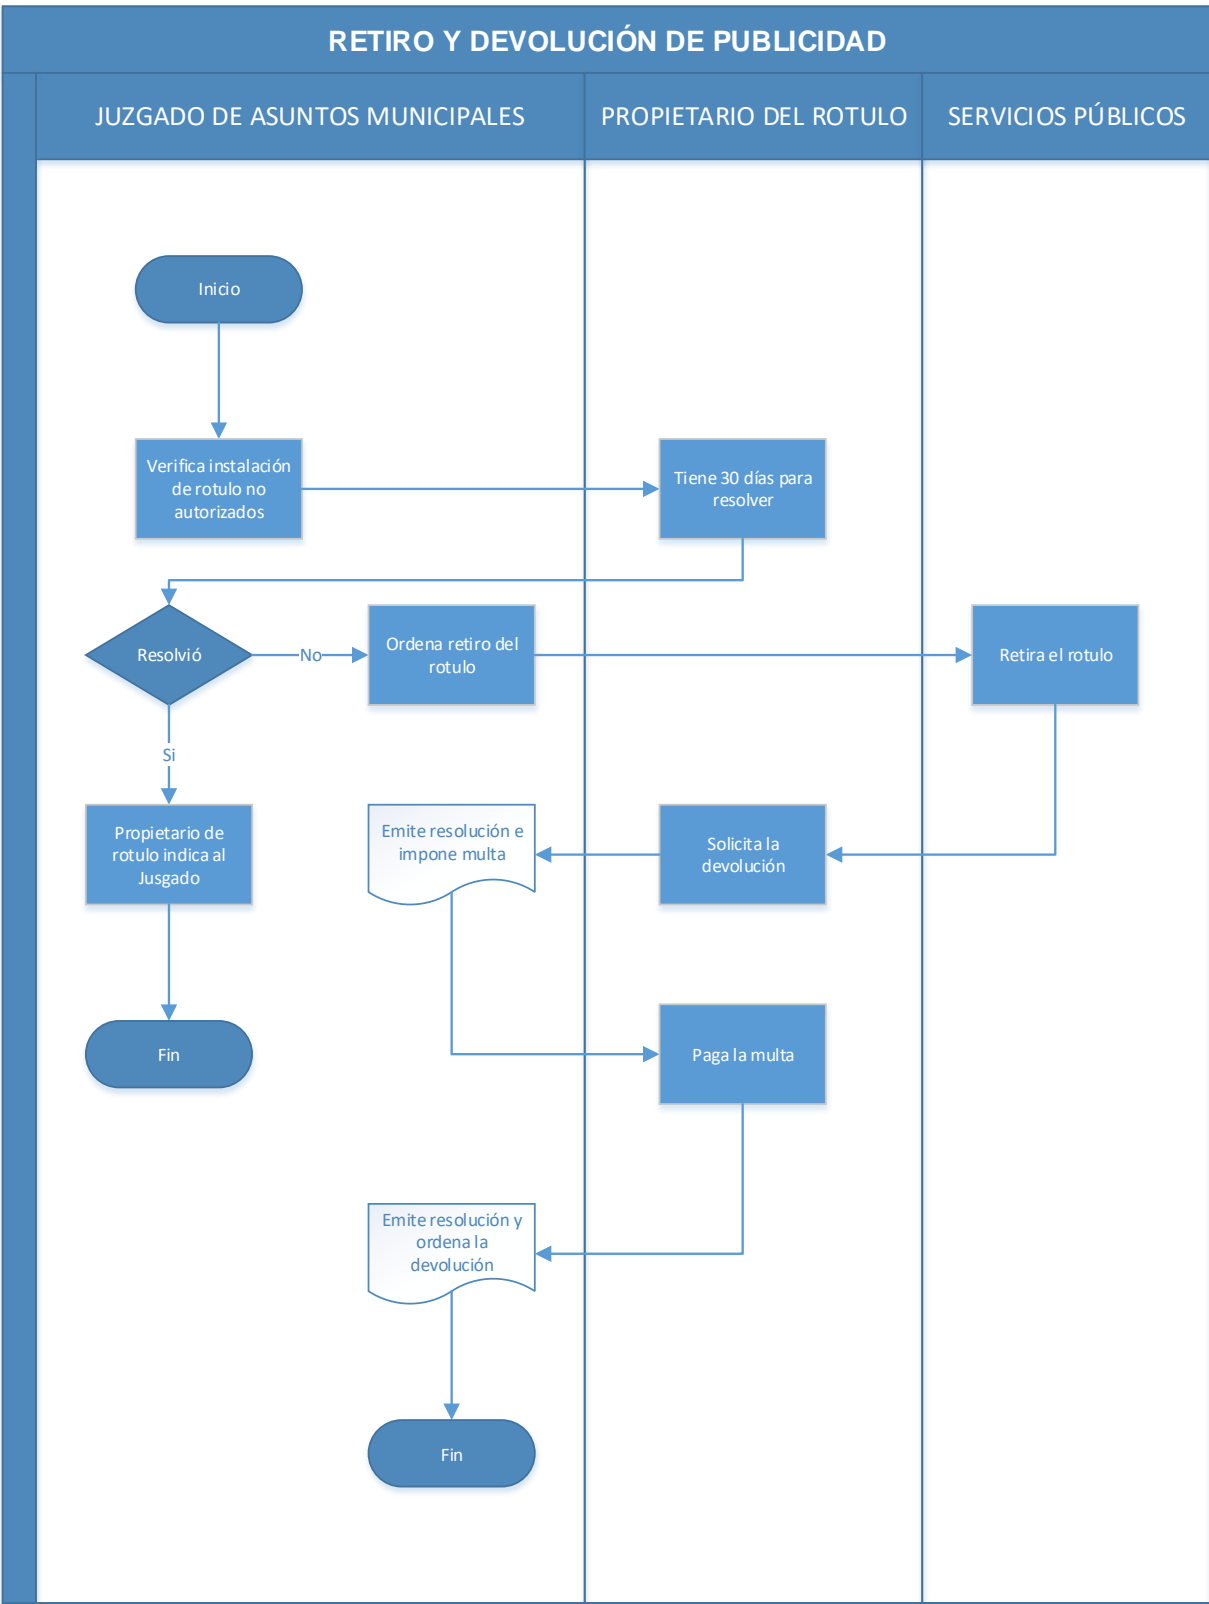 RETIRO Y DEVOLUCIÓN DE PUBLICIDAD
JUZGADO DE ASUNTOS MUNICIPALES
PROPIETARIO DEL ROTULO
SERVICIOS PÚBLICOS
Inicio
Verifica instalación
de rotulo no
autorizados
Tiene 30 días para
resolver
Resolvió
No
Ordena retiro del
rotulo
Retira el rotulo
Si
Propietario de
rotulo indica al
Jusgado
Emite resolución e
impone multa
Solicita la
devolución
Fin
Paga la multa
Emite resolución y
ordena la
devolución
Fin